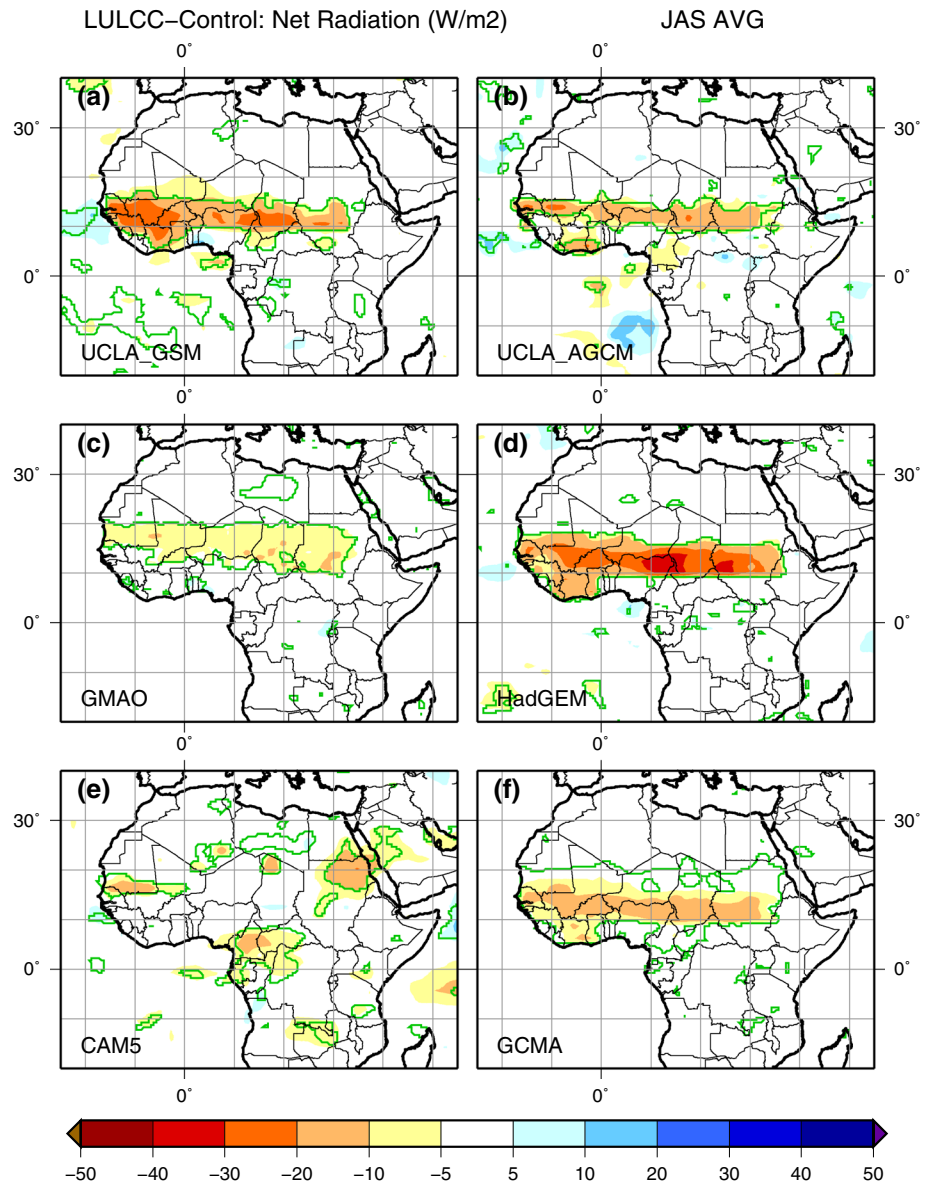 LULCC−Control: Net Radiation (W/m2) JAS AVG
0° 0°
(a) (b)
30° 30°
0° 0°
UCLA_GSM UCLA_AGCM
0° 0°
(c) (d)
30° 30°
0° 0°
GMAO HadGEM
0° 0°
(e) (f)
30° 30°
0° 0°
CAM5 GCMA
0° 0°
−50 −40 −30 −20 −10 −5 5 10 20 30 40 50